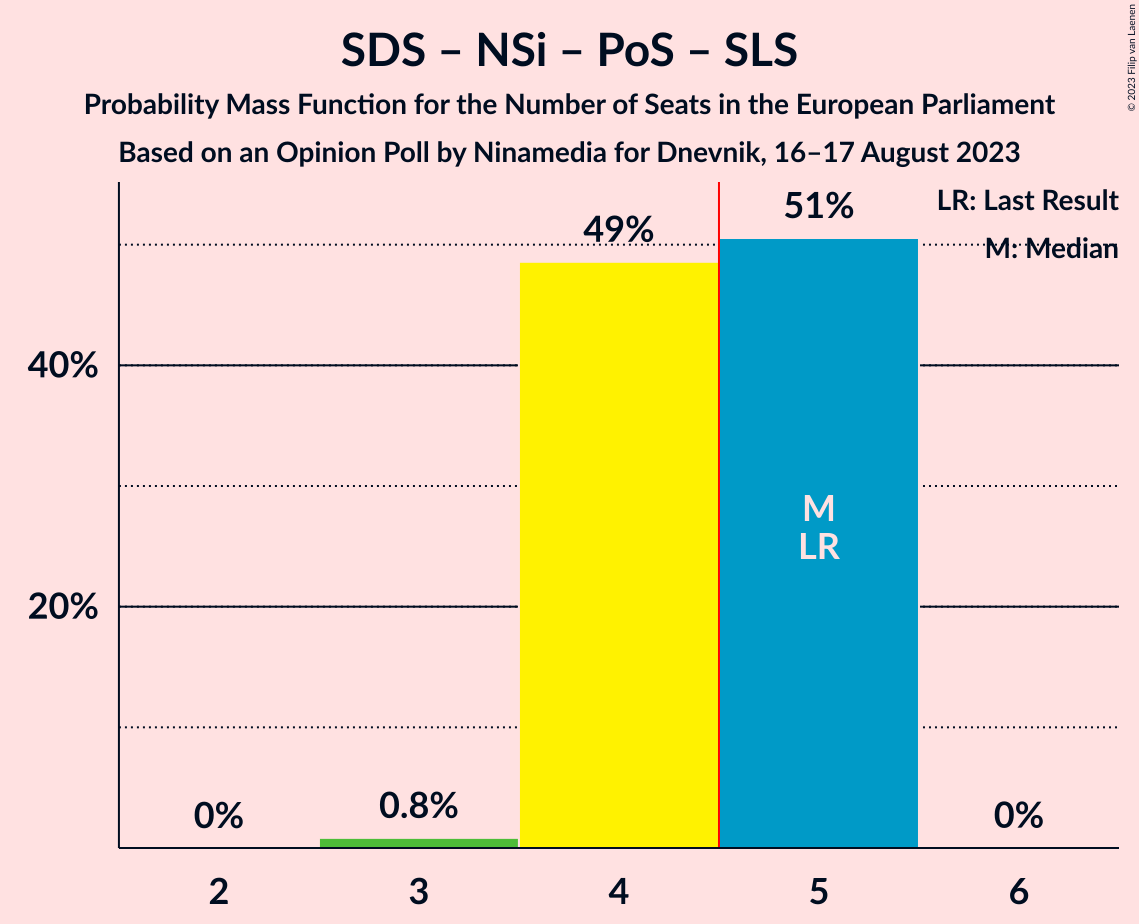 SDS – NSi – PoS – SLS
Probability Mass Function for the Number of Seats in the European Parliament
Based on an Opinion Poll by Ninamedia for Dnevnik, 16–17 August 2023
© 2023 Filip van Laenen
LR: Last Result
M: Median
51%
49%
40%
20%
M
LR
0%
0.8%
0%
2
3
4
5
6